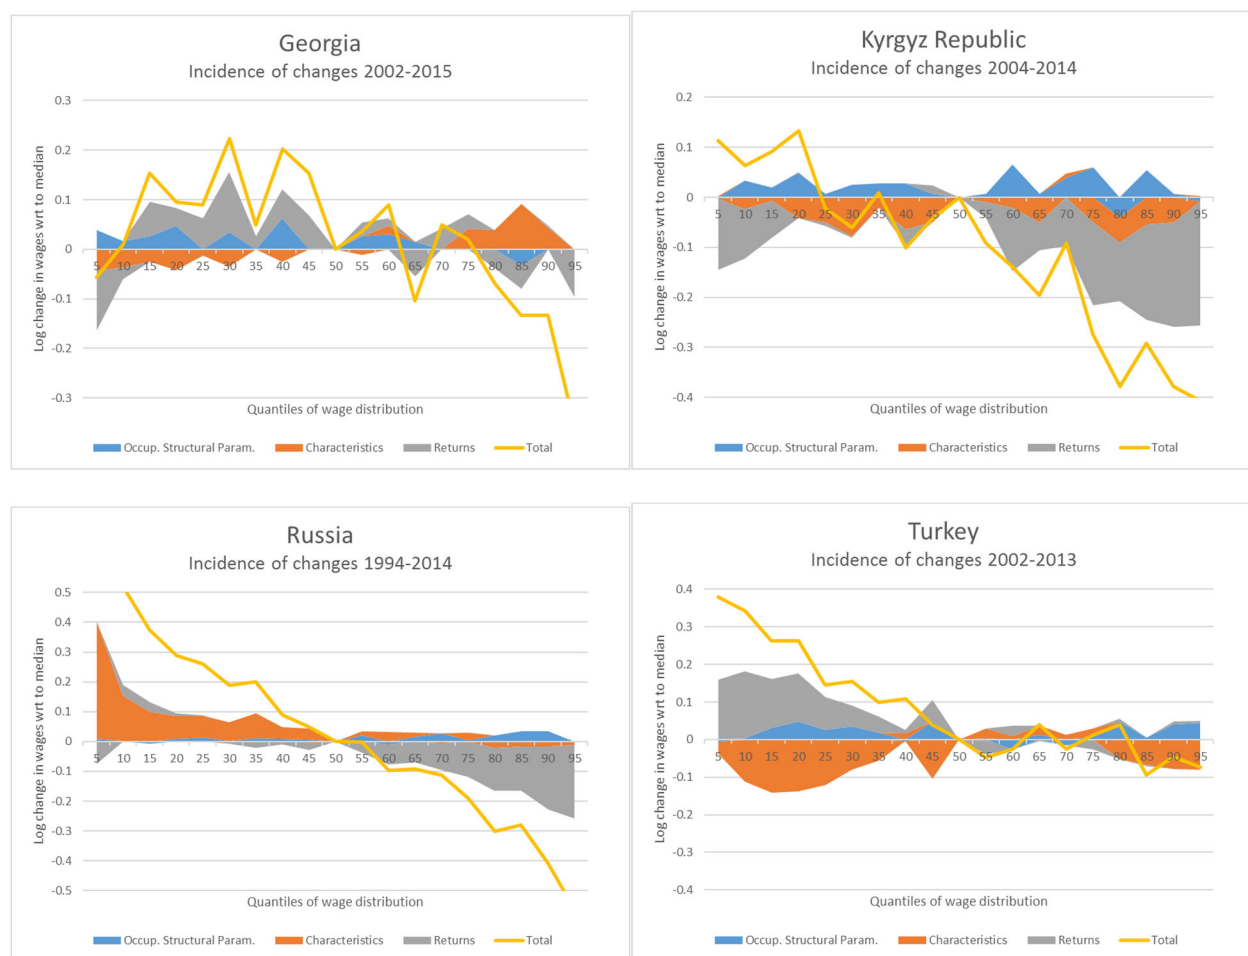 Georgia
Incidence of changes 2002-2015
Log change in wages wrt to median
0.3
0.2
0.1
0
-0.1
-0.2
-0.3
5 10 15 20 25 30 35 40 45 50 55 60 65 70 75 80 85 90 95
Quantiles of wage distribution
Occup. Structural Param. Characteristics Returns Total
Kyrgyz Republic
Incidence of changes 2004-2014
Log change in wages wrt to median
0.2
0.1
0
-0.1
-0.2
-0.3
-0.4
5 10 15 20 25 30 35 40 45 50 55 60 65 70 75 80 85 90 95
Quantiles of wage distribution
Occup. Structural Param. Characteristics Returns Total
Russia
Incidence of changes 1994-2014
Log change in wages wrt to median
0.5
0.4
0.3
0.2
0.1
0
-0.1
-0.2
-0.3
-0.4
-0.5
5 10 15 20 25 30 35 40 45 50 55 60 65 70 75 80 85 90 95
Quantiles of wage distribution
Occup. Structural Param. Characteristics Returns Total
Turkey
Incidence of changes 2002-2013
Log change in wages wrt to median
0.4
0.3
0.2
0.1
0
-0.1
-0.2
-0.3
-0.4
5 10 15 20 25 30 35 40 45 50 55 60 65 70 75 80 85 90 95
Quantiles of wage distribution
Occup. Structural Param. Characteristics Returns Total